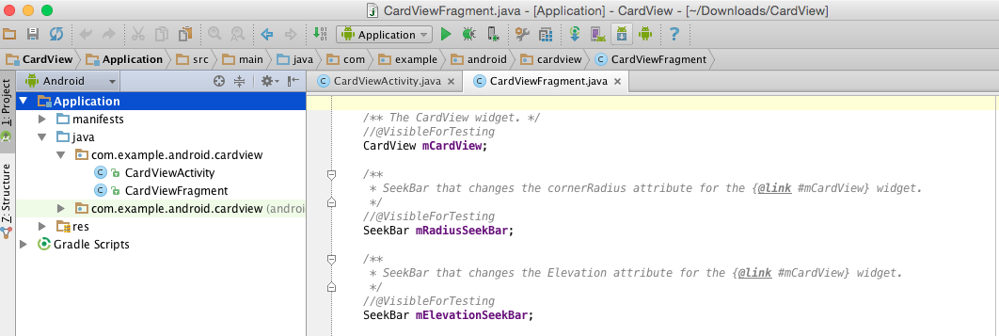 CardViewFragment.java - [Application] - CardView - [~/Downloads/CardView]
Application
CardView Application src main java com example android cardview CardViewFragment
1: Project
Z: Structure
Android
Application
manifests
java
com.example.android.cardview
CardViewActivity
CardViewFragment
com.example.android.cardview (androi
res
Gradle Scripts
CardViewActivity.java × CardViewFragment.java ×
/** The CardView widget. */
//@VisibleForTesting
CardView mCardView;
/**
* SeekBar that changes the cornerRadius attribute for the {@link #mCardView} widget.
*/
//@VisibleForTesting
SeekBar mRadiusSeekBar;
/**
* SeekBar that changes the Elevation attribute for the {@link #mCardView} widget.
*/
//@VisibleForTesting
SeekBar mElevationSeekBar;